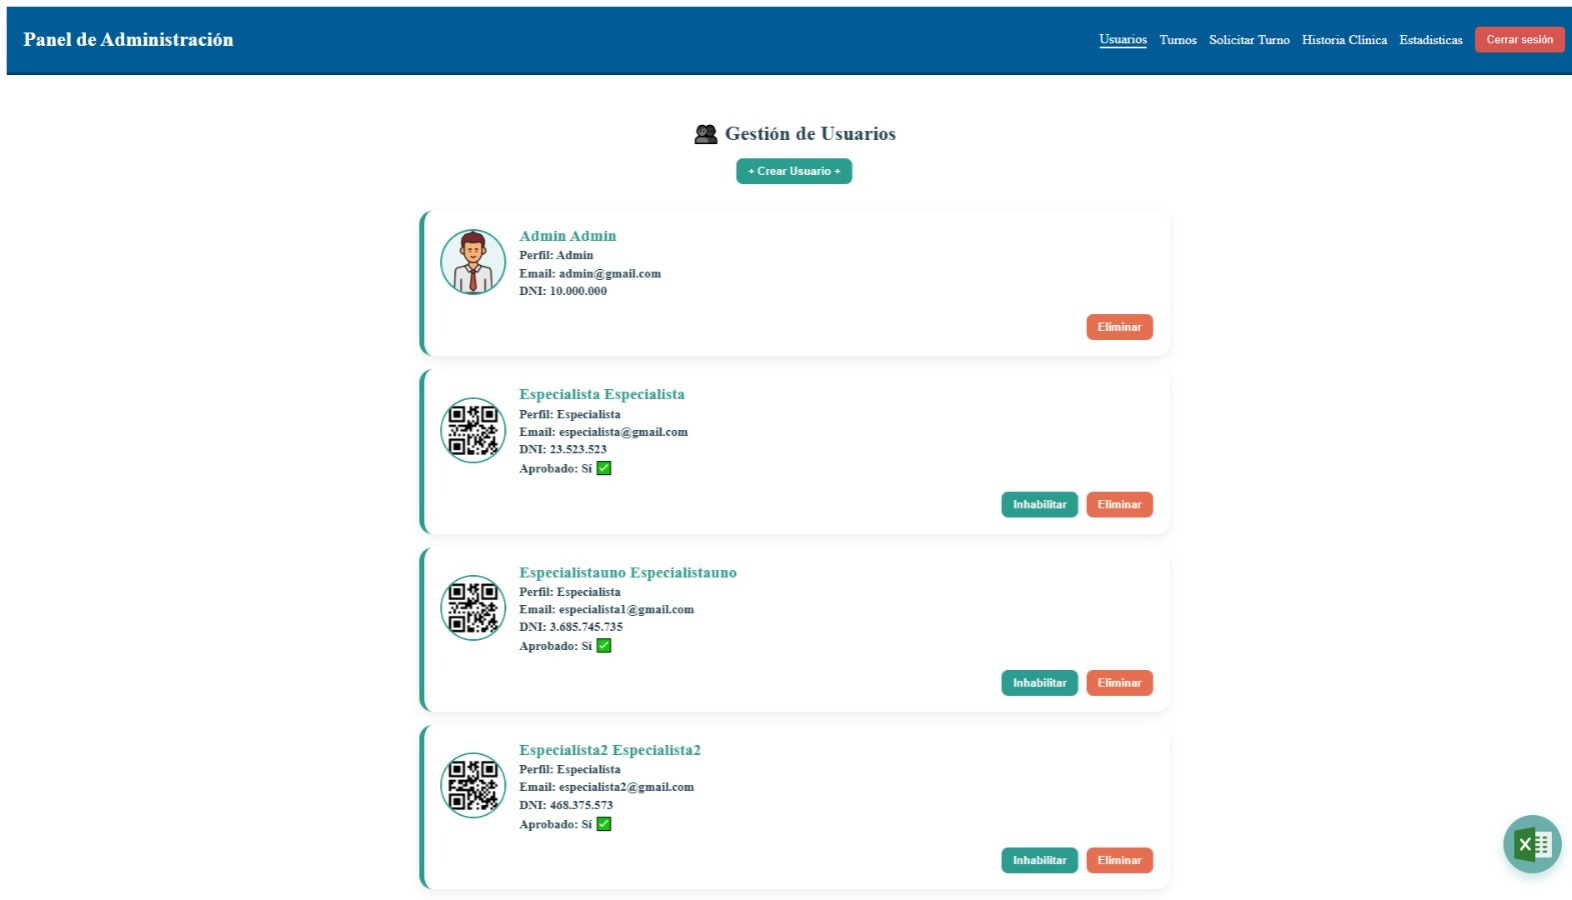 Panel de Administración
Usuarios Turnos Solicitar Turno Historia Clínica Estadisticas Cerrar sesión
Gestión de Usuarios
+ Crear Usuario +
Admin Admin
Perfil: Admin
Email: admin@gmail.com
DNI: 10.000.000
Eliminar
Especialista Especialista
Perfil: Especialista
Email: especialista@gmail.com
DNI: 23.523.523
Aprobado: Sí ✅
Inhabilitar Eliminar
Especialistauno Especialistauno
Perfil: Especialista
Email: especialista1@gmail.com
DNI: 3.685.745.735
Aprobado: Sí ✅
Inhabilitar Eliminar
Especialista2 Especialista2
Perfil: Especialista
Email: especialista2@gmail.com
DNI: 468.375.573
Aprobado: Sí ✅
Inhabilitar Eliminar
X